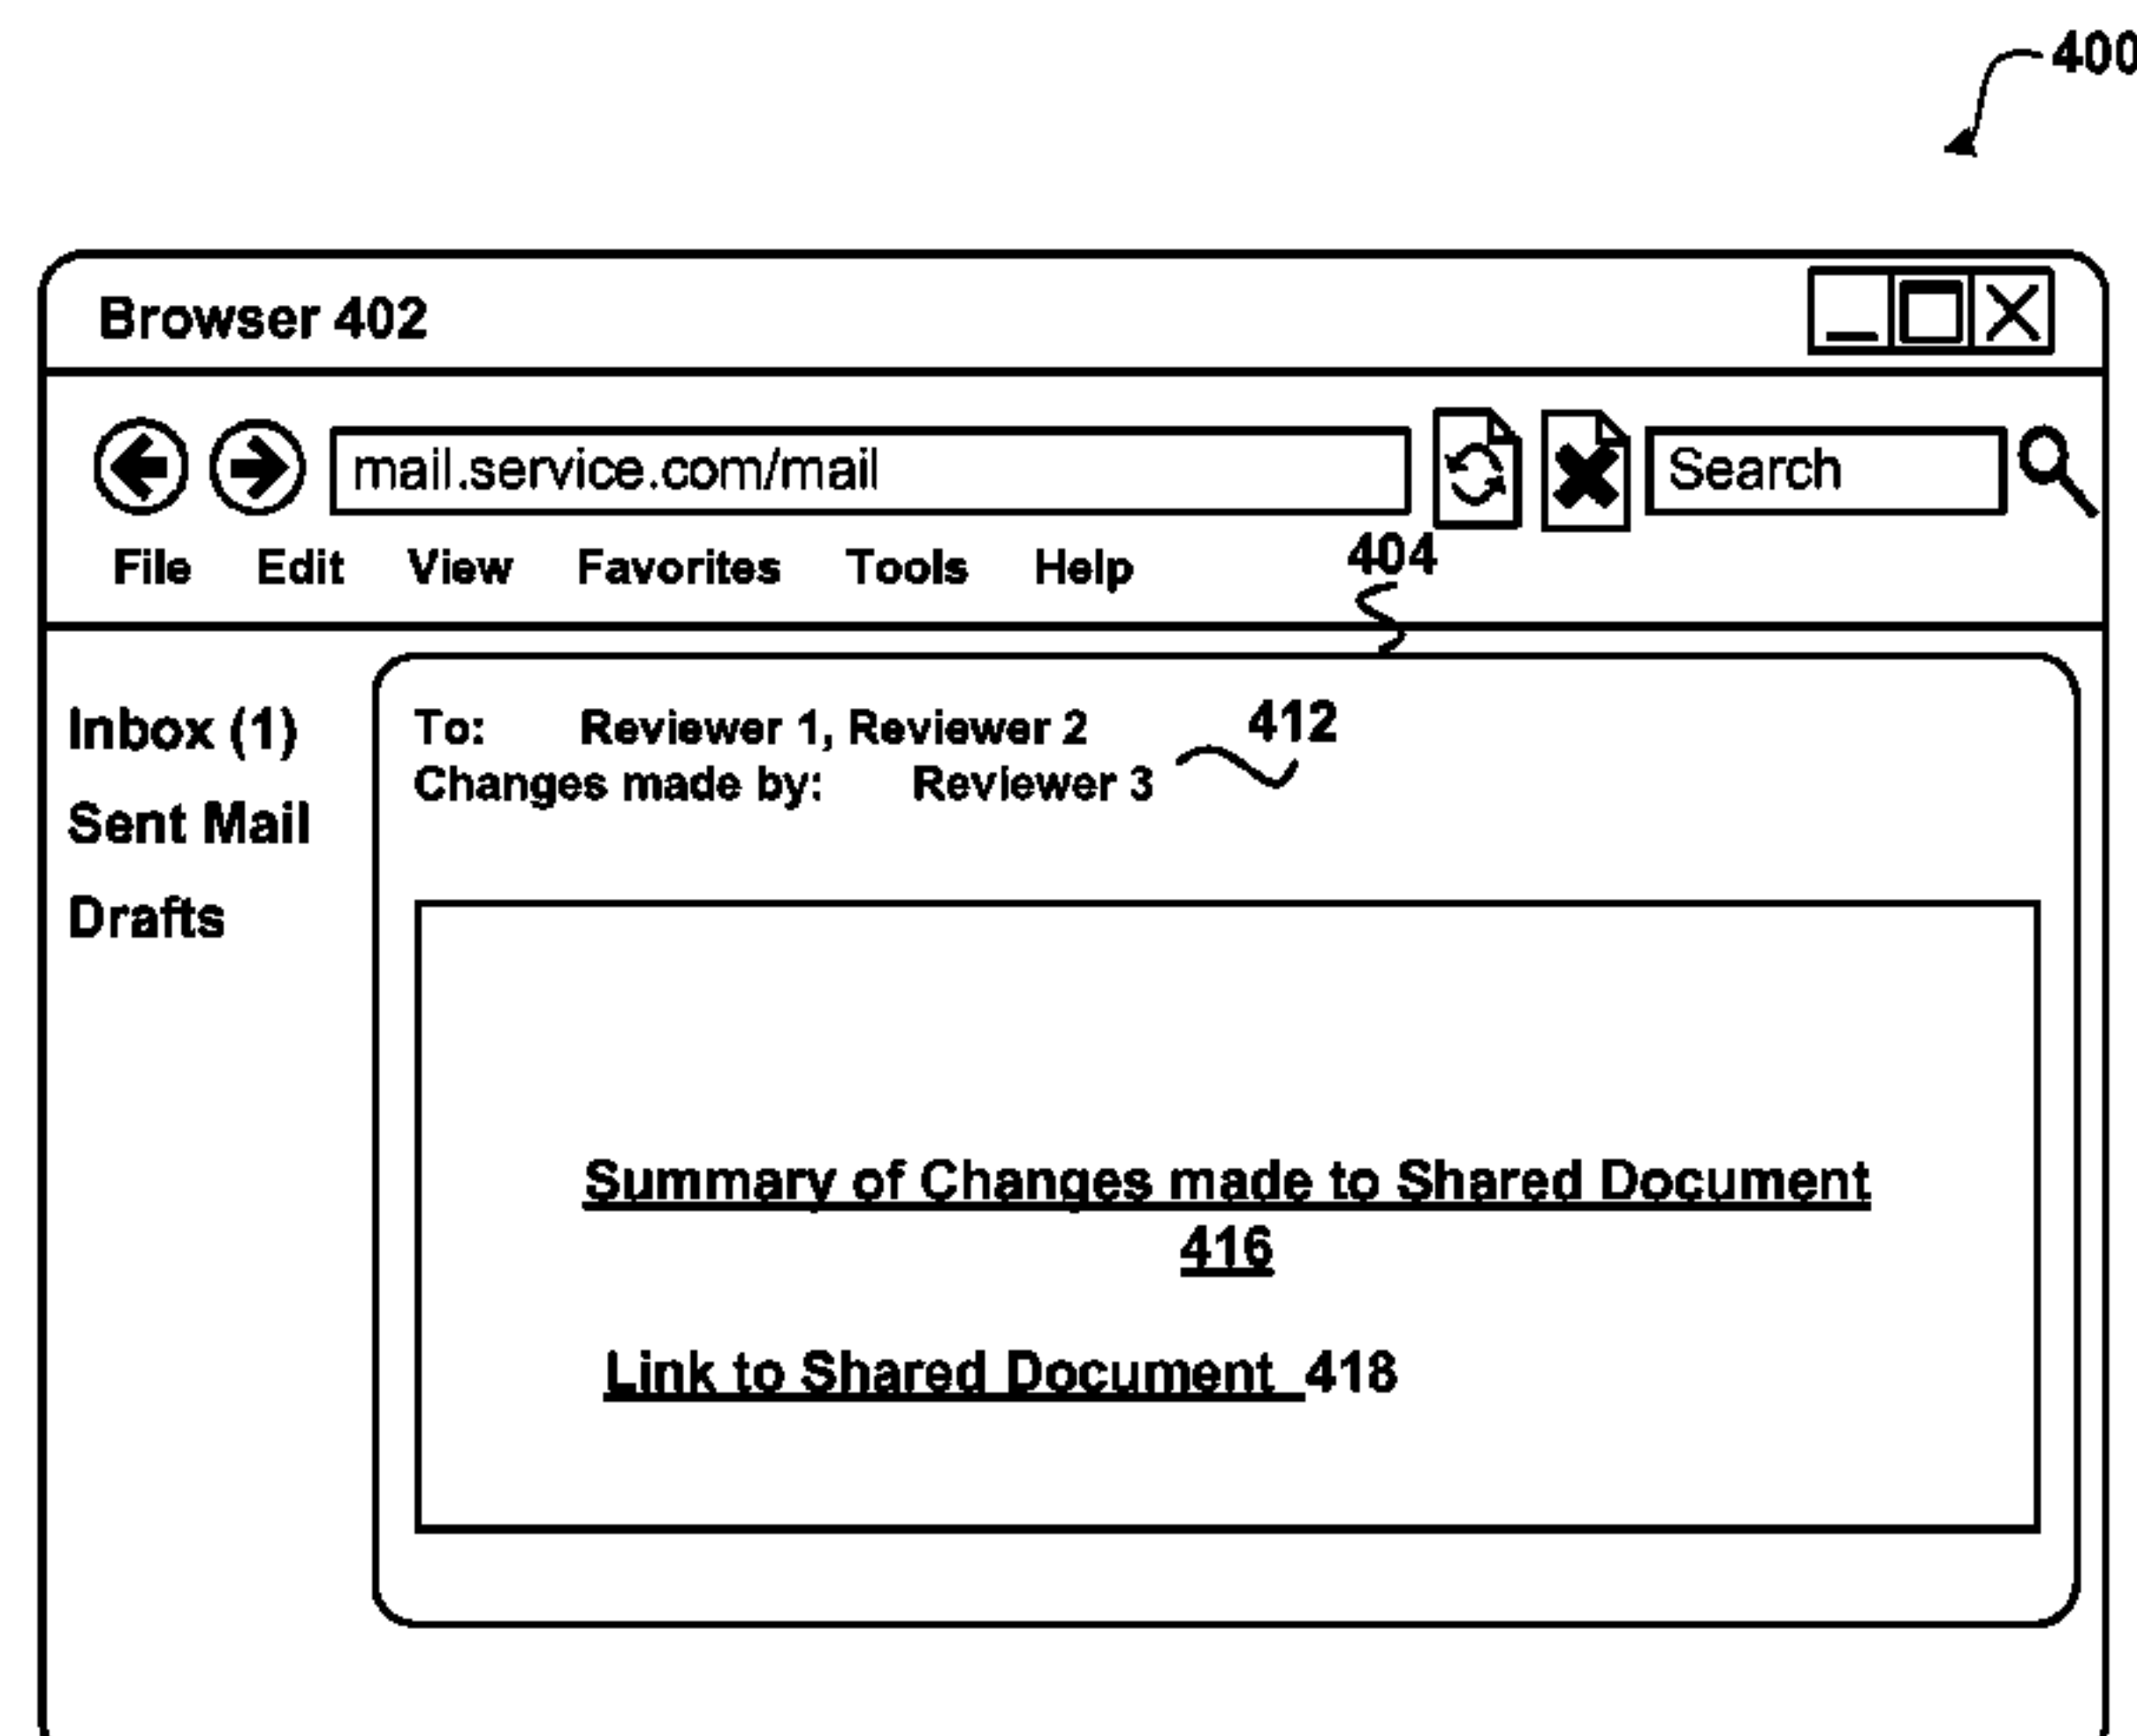 400
Browser 402
mail.service.com/mail
Search
File Edit View Favorites Tools Help
404
Inbox (1)
Sent Mail
Drafts
To: Reviewer 1, Reviewer 2
412
Changes made by: Reviewer 3
Summary of Changes made to Shared Document
416
Link to Shared Document 418